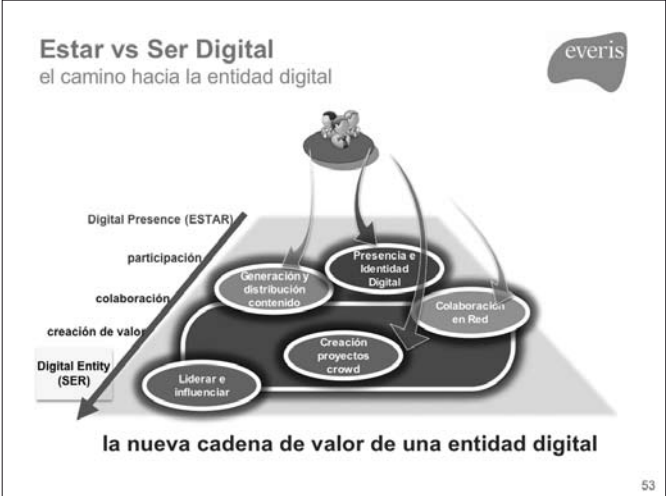 Estar vs Ser Digital
el camino hacia la entidad digital
everis
Digital Presence (ESTAR)
participación
colaboración
creación de valor
Digital Entity
(SER)
Presencia e
Identidad
Digital
Generación y
distribución
contenido
Colaboración
en Red
Creación
proyectos
crowd
Liderar e
influenciar
la nueva cadena de valor de una entidad digital
53